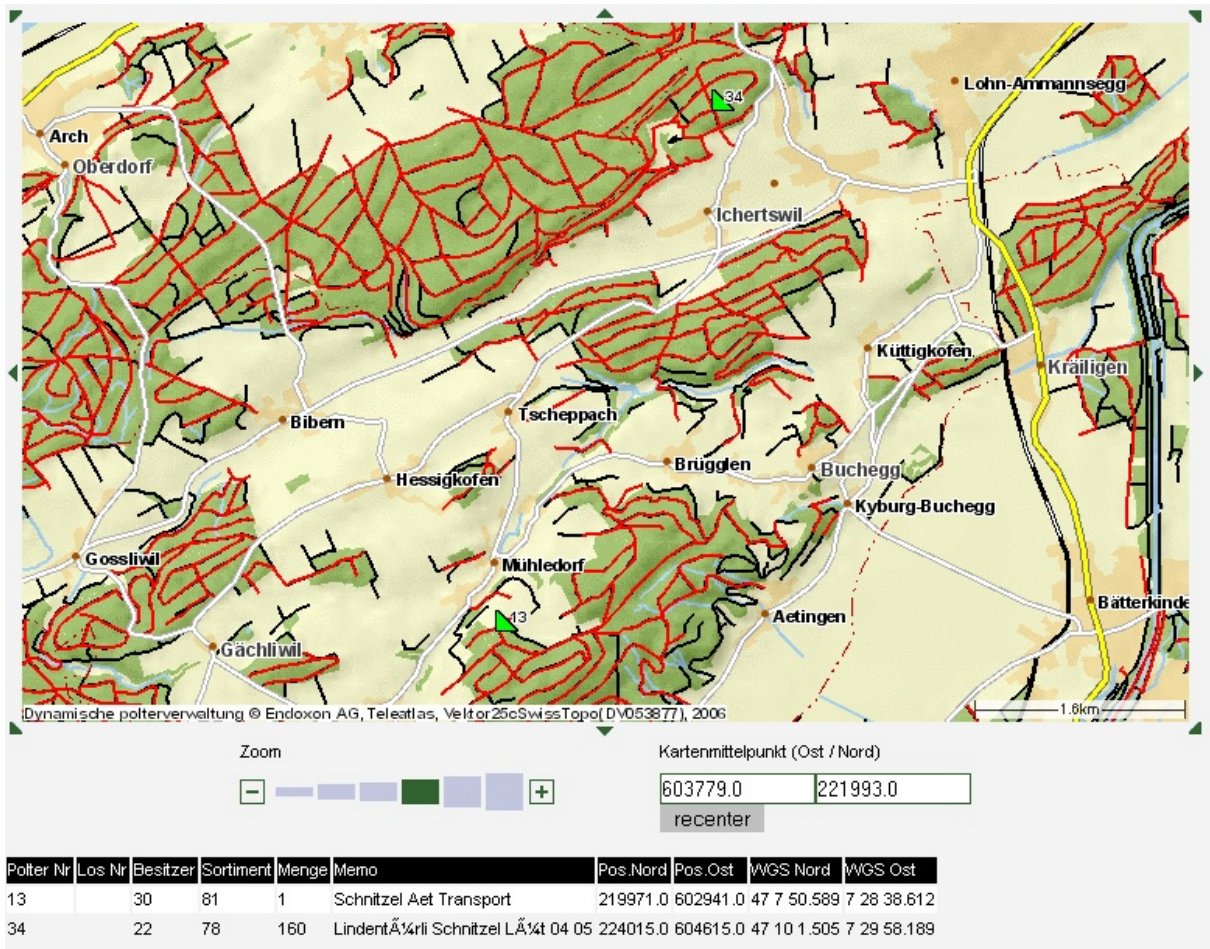 34
Lohn-Ammannsegg
Arch
Oberdorf
Ichertswil
Küttigkofen
Kräiligen
Tscheppach
Bibern
Brügglen
Buchegg
Hessigkofen
Kyburg-Buchegg
Gossliwil
Mühledorf
Bätterkinde
13
Aetingen
Gächliwil
Dynamische polterverwaltung © Endoxon AG, Teleatlas, Vektor25cSwissTopo(DV053877), 2006
1.6km
Zoom
Kartenmittelpunkt (Ost / Nord)
603779.0 221993.0
recenter
Polter Nr Los Nr Besitzer Sortiment Menge Memo Pos.Nord Pos.Ost WGS Nord WGS Ost
13 30 81 1 Schnitzel Aet Transport 219971.0 602941.0 47 7 50.589 7 28 38.612
34 22 78 160 LindentÃ¼rli Schnitzel LÃ¼t 04 05 224015.0 604615.0 47 10 1.505 7 29 58.189